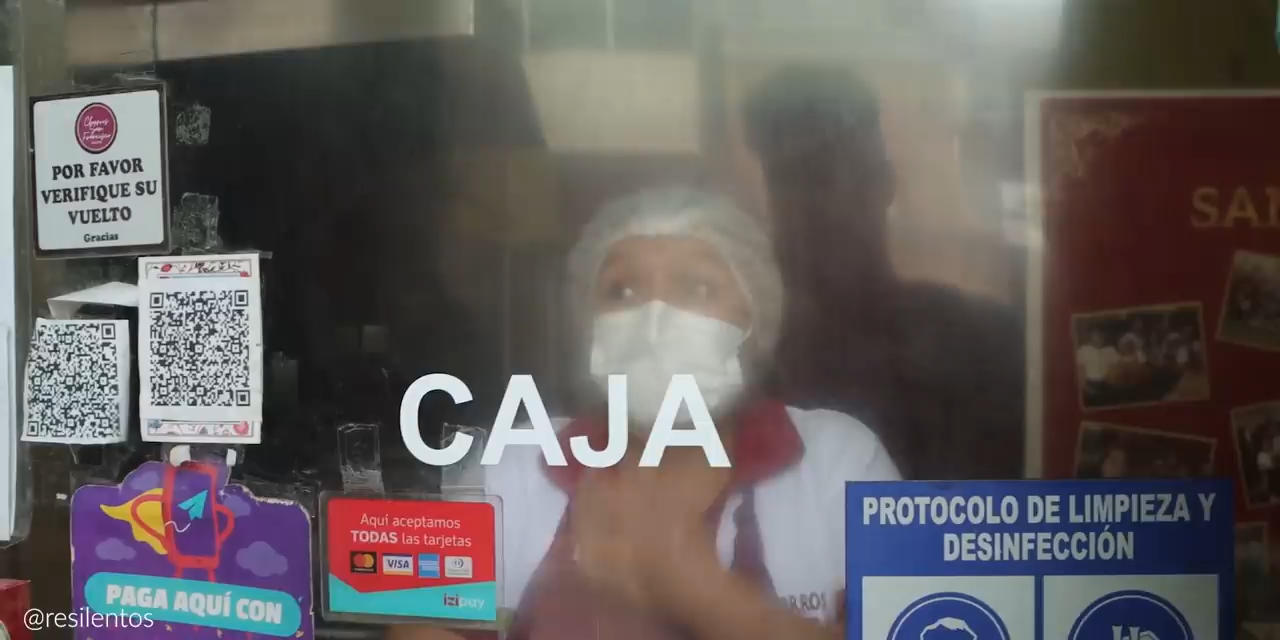 POR FAVOR
VERIFIQUE SU
VUELTO
Gracias
CAJA
Aquí aceptamos
TODAS las tarjetas
VISA
izipay
PAGA AQUÍ CON
PROTOCOLO DE LIMPIEZA Y
DESINFECCIÓN
@resilentos